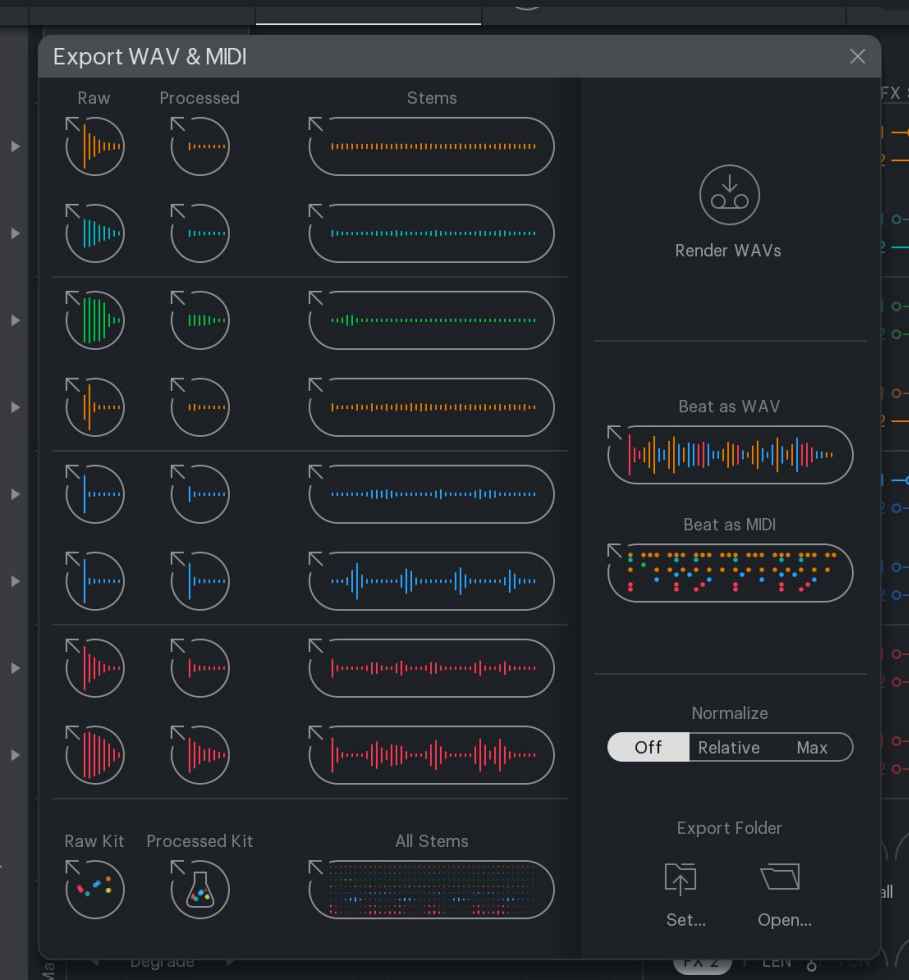 Export WAV & MIDI
Raw Processed Stems
Render WAVs
Beat as WAV
Beat as MIDI
Normalize
Off Relative Max
Export Folder
Set... Open...
Raw Kit Processed Kit All Stems
FX
Degrade
FX 2 LEN